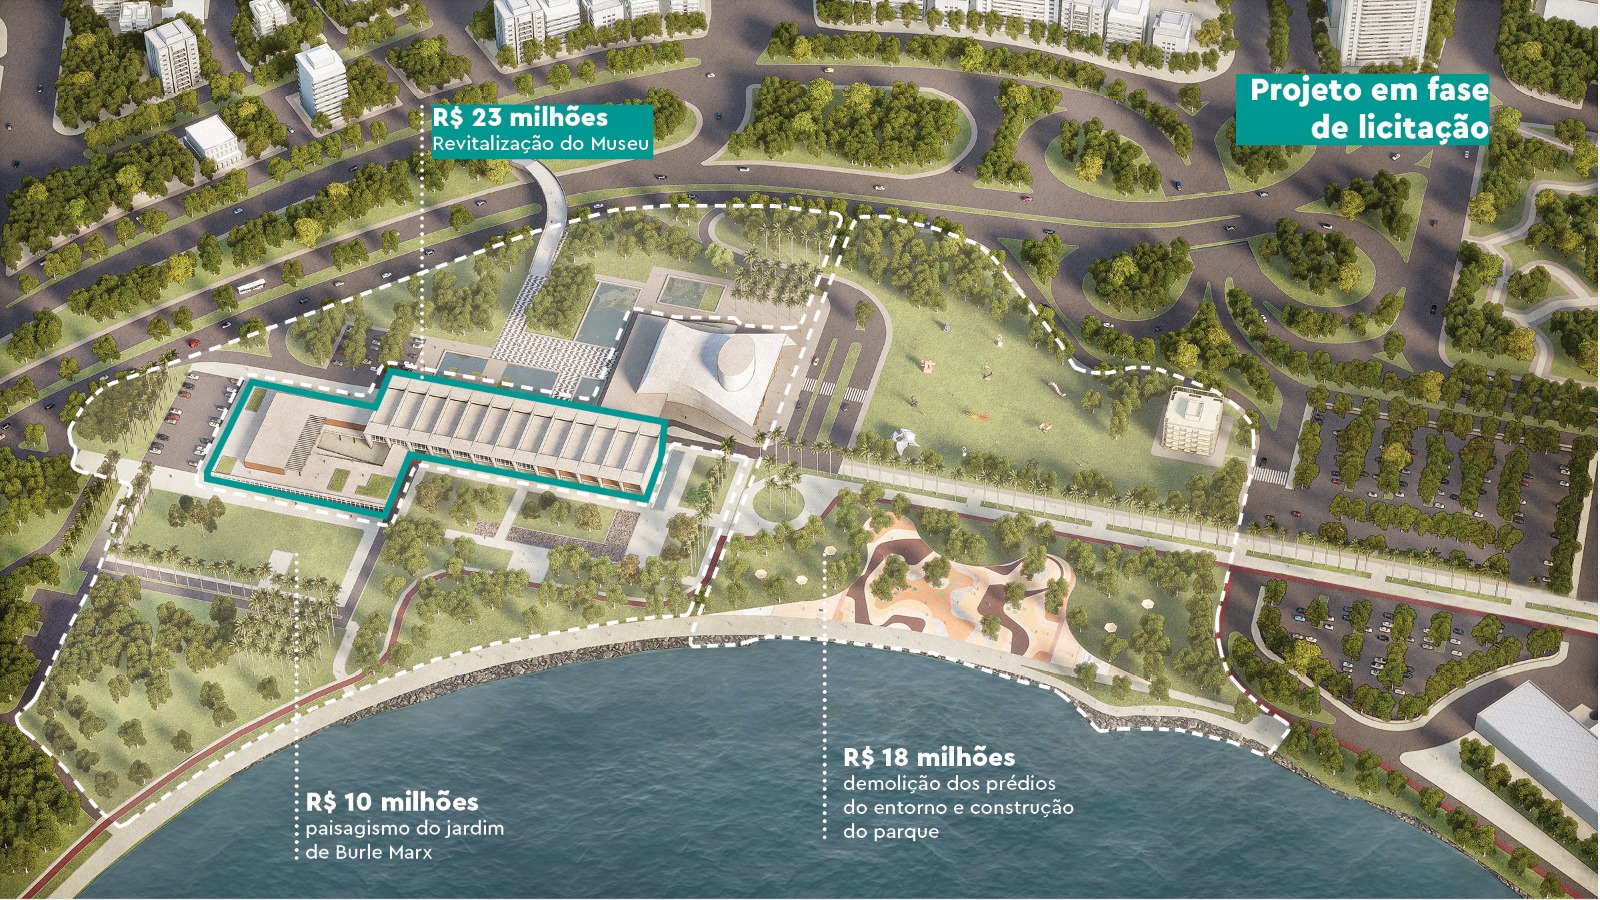 Projeto em fase
de licitação
R$ 23 milhões
Revitalização do Museu
R$ 18 milhões
demolição dos prédios
do entorno e construção
do parque
R$ 10 milhões
paisagismo do jardim
de Burle Marx